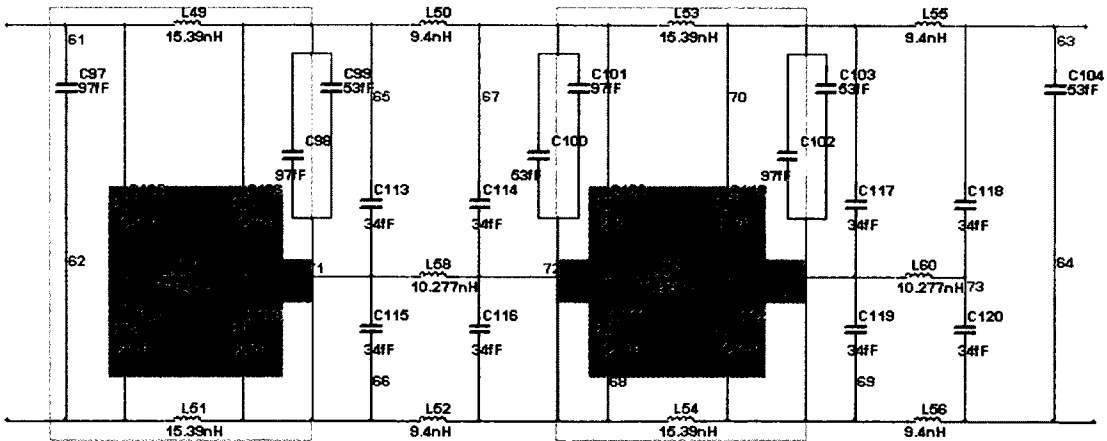 L49 L50 L53 L55
15.39nH 9.4nH 15.39nH 9.4nH
61 63
C97 C99 C101 C103 C104
97fF 53fF 65 67 97fF 70 53fF 53fF
C98 C100 C102
97fF 53fF 97fF
C113 C114 C117 C118
34fF 34fF 34fF 34fF
62 71 L58 72 L60 64
10.277nH 10.277nH 73
C115 C116 C119 C120
34fF 34fF 34fF 34fF
66 68 69
L51 L52 L54 L56
15.39nH 9.4nH 15.39nH 9.4nH